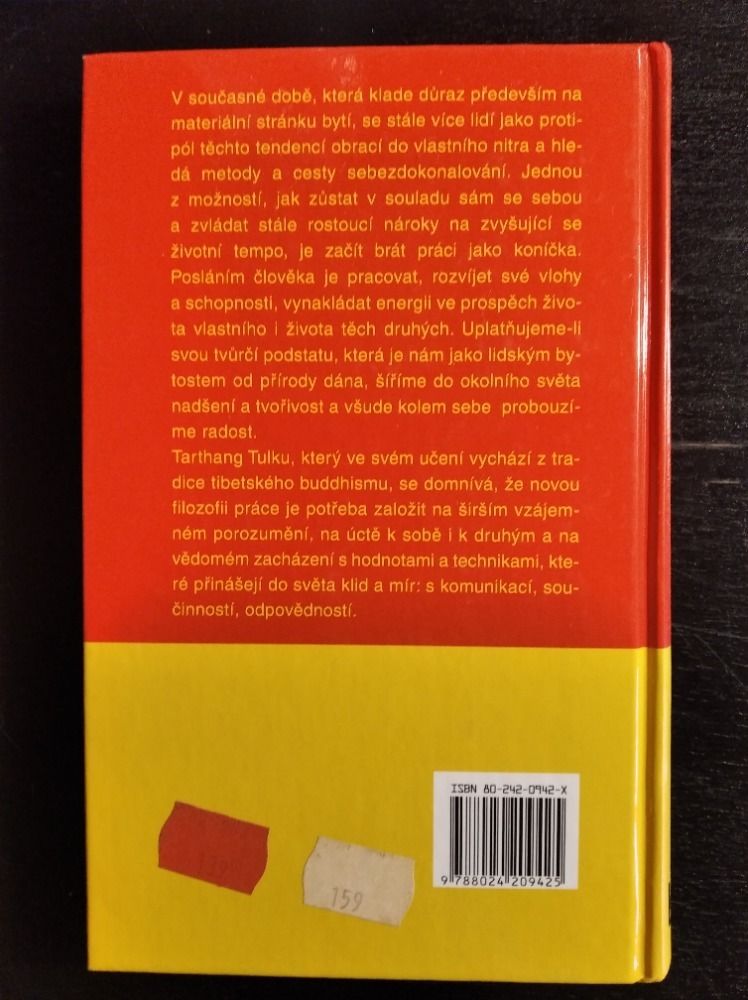 V současné době, která klade důraz především na
materiální stránku bytí, se stále více lidí jako proti-
pól těchto tendencí obrací do vlastního nitra a hle-
dá metody a cesty sebezdokonalování. Jednou
z možností, jak zůstat v souladu sám se sebou
a zvládat stále rostoucí nároky na zvyšující se
životní tempo, je začít brát práci jako koníčka.
Posláním člověka je pracovat, rozvíjet své vlohy
a schopnosti, vynakládat energii ve prospěch živo-
ta vlastního i života těch druhých. Uplatňujeme-li
svou tvůrčí podstatu, která je nám jako lidským by-
tostem od přírody dána, šíříme do okolního světa
nadšení a tvořivost a všude kolem sebe probouzí-
me radost.
Tarthang Tulku, který ve svém učení vychází z tra-
dice tibetského buddhismu, se domnívá, že novou
filozofii práce je potřeba založit na širším vzájem-
ném porozumění, na úctě k sobě i k druhým a na
vědomém zacházení s hodnotami a technikami, kte-
ré přinášejí do světa klid a mír: s komunikací, sou-
činností, odpovědností.
ISBN 80-242-0942-X
9 788024 209425
159